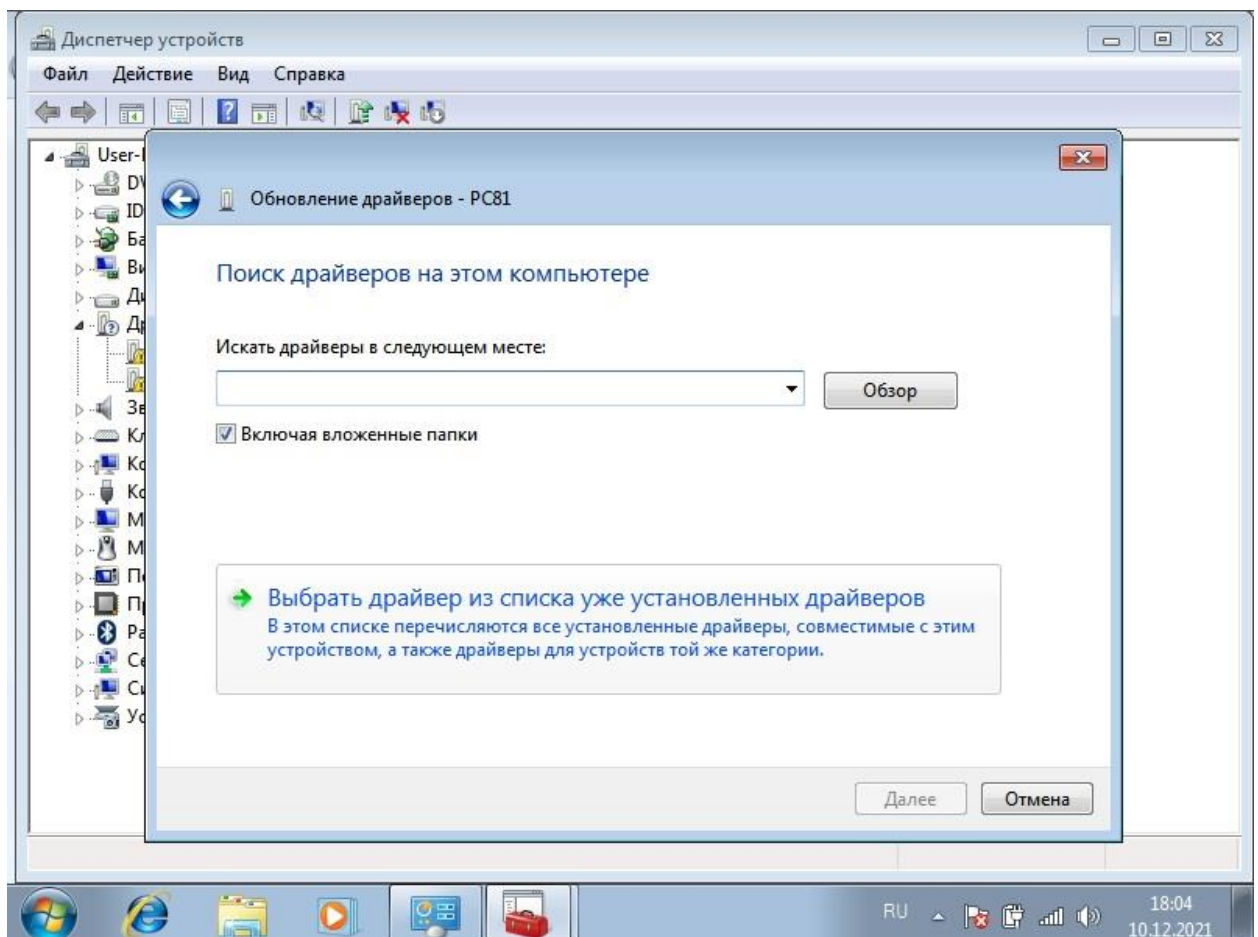 Диспетчер устройств
Файл Действие Вид Справка
User-
Обновление драйверов - PC81
Поиск драйверов на этом компьютере
Искать драйверы в следующем месте:
Обзор
Включая вложенные папки
Выбрать драйвер из списка уже установленных драйверов
В этом списке перечисляются все установленные драйверы, совместимые с этим
устройством, а также драйверы для устройств той же категории.
Далее Отмена
RU
18:04
10.12.2021